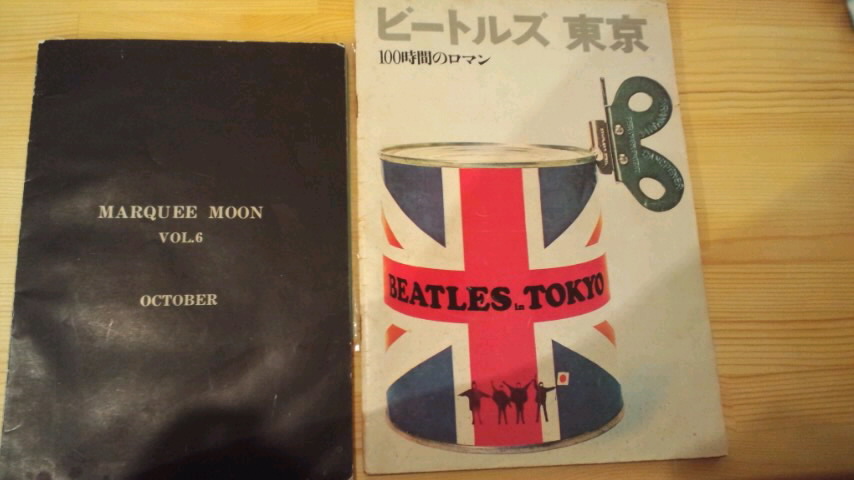 MARQUEE MOON
VOL.6
OCTOBER
ビートルズ 東京
100時間のロマン
BEATLES in TOKYO